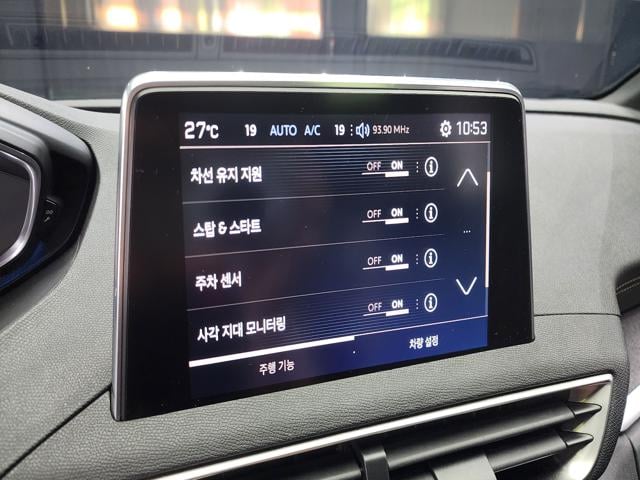 27°C 19 AUTO A/C 19 93.90 MHz 10:53
차선 유지 지원 OFF ON
스탑 & 스타트 OFF ON
주차 센서 OFF ON
사각 지대 모니터링 OFF ON
주행 기능 차량 설정